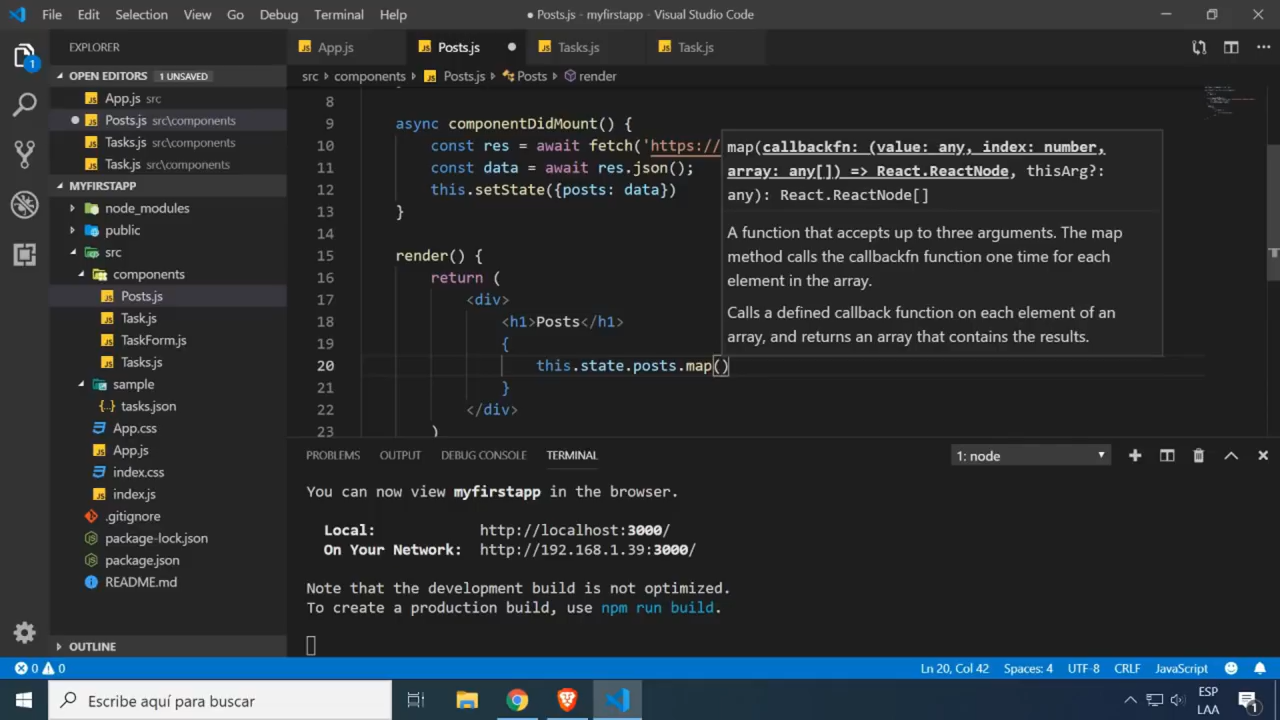 File Edit Selection View Go Debug Terminal Help
● Posts.js - myfirstapp - Visual Studio Code
EXPLORER
OPEN EDITORS 1 UNSAVED
App.js src
Posts.js src\components
Tasks.js src\components
Task.js src\components
MYFIRSTAPP
node_modules
public
src
components
Posts.js
Task.js
TaskForm.js
Tasks.js
sample
tasks.json
App.css
App.js
index.css
index.js
.gitignore
package-lock.json
package.json
README.md
OUTLINE
App.js Posts.js Tasks.js Task.js
src components Posts.js Posts render
8
9 async componentDidMount() {
10 const res = await fetch('https://
11 const data = await res.json();
12 this.setState({posts: data})
13 }
14
15 render() {
16 return (
17 <div>
18 <h1>Posts</h1>
19 {
20 this.state.posts.map()
21 }
22 </div>
23 )
map(callbackfn: (value: any, index: number,
array: any[]) => React.ReactNode, thisArg?:
any): React.ReactNode[]
A function that accepts up to three arguments. The map
method calls the callbackfn function one time for each
element in the array.
Calls a defined callback function on each element of an
array, and returns an array that contains the results.
PROBLEMS OUTPUT DEBUG CONSOLE TERMINAL 1: node
You can now view myfirstapp in the browser.
Local: http://localhost:3000/
On Your Network: http://192.168.1.39:3000/
Note that the development build is not optimized.
To create a production build, use npm run build.
0 0
Ln 20, Col 42 Spaces: 4 UTF-8 CRLF JavaScript
Escribe aquí para buscar
ESP
LAA